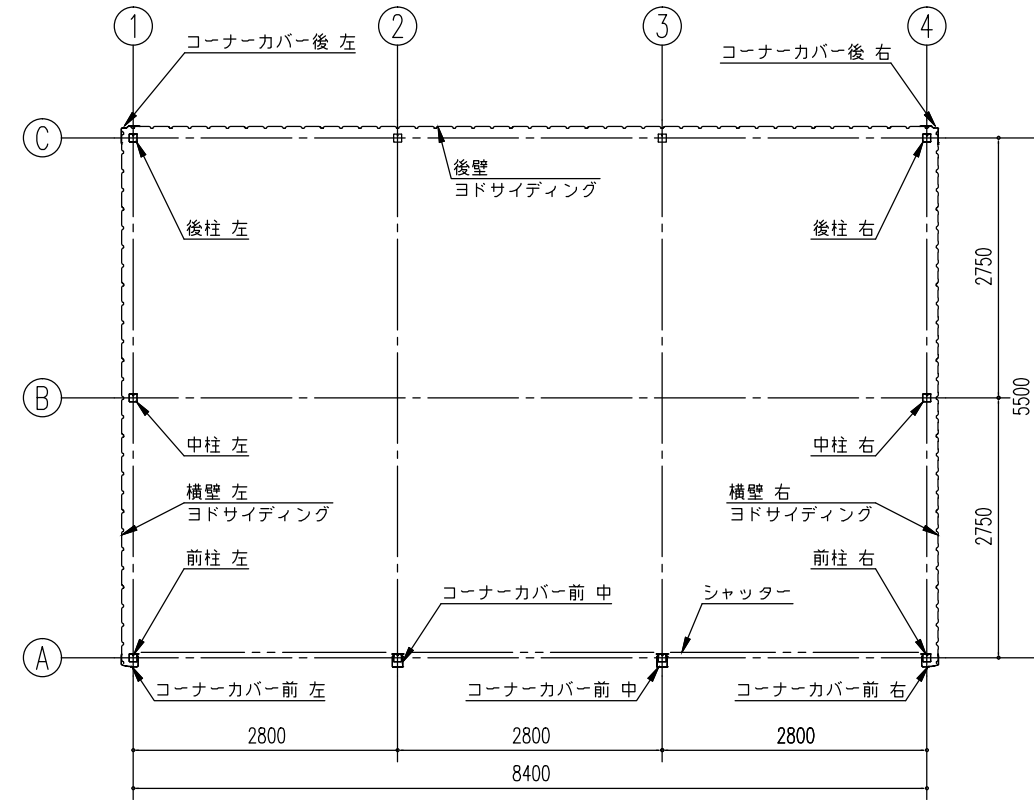 1
2
3
4
コーナーカバー後 左
コーナーカバー後 右
C
後壁
ヨドサイディング
後柱 左
後柱 右
2750
B
5500
中柱 左
中柱 右
横壁 左
ヨドサイディング
横壁 右
ヨドサイディング
2750
前柱 左
前柱 右
コーナーカバー前 中
シャッター
A
コーナーカバー前 左
コーナーカバー前 中
コーナーカバー前 右
2800
2800
2800
8400